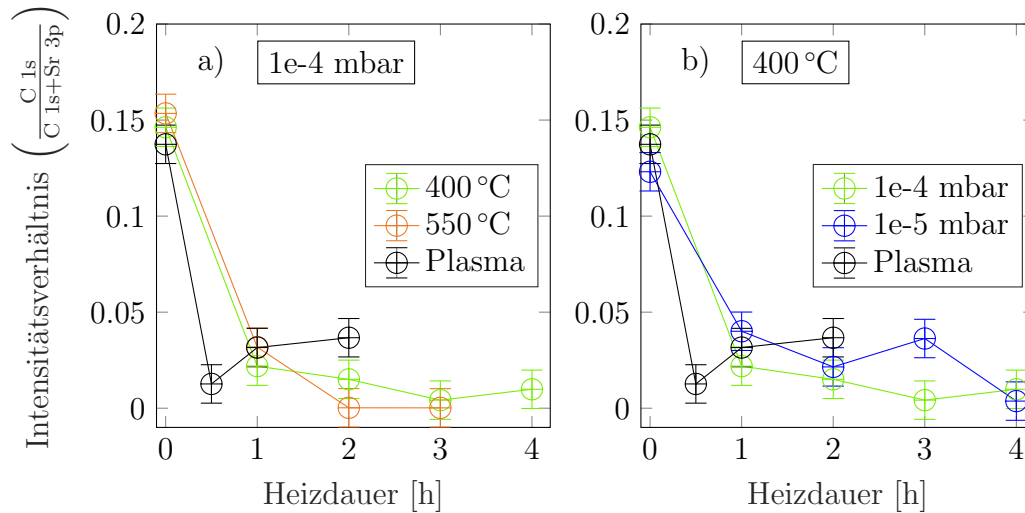 Intensitätsverhältnis (C 1s / C 1s+Sr 3p)
0.2
0.15
0.1
0.05
0
a)
1e-4 mbar
400 °C
550 °C
Plasma
0 1 2 3 4
Heizdauer [h]
0.2
0.15
0.1
0.05
0
b)
400 °C
1e-4 mbar
1e-5 mbar
Plasma
0 1 2 3 4
Heizdauer [h]